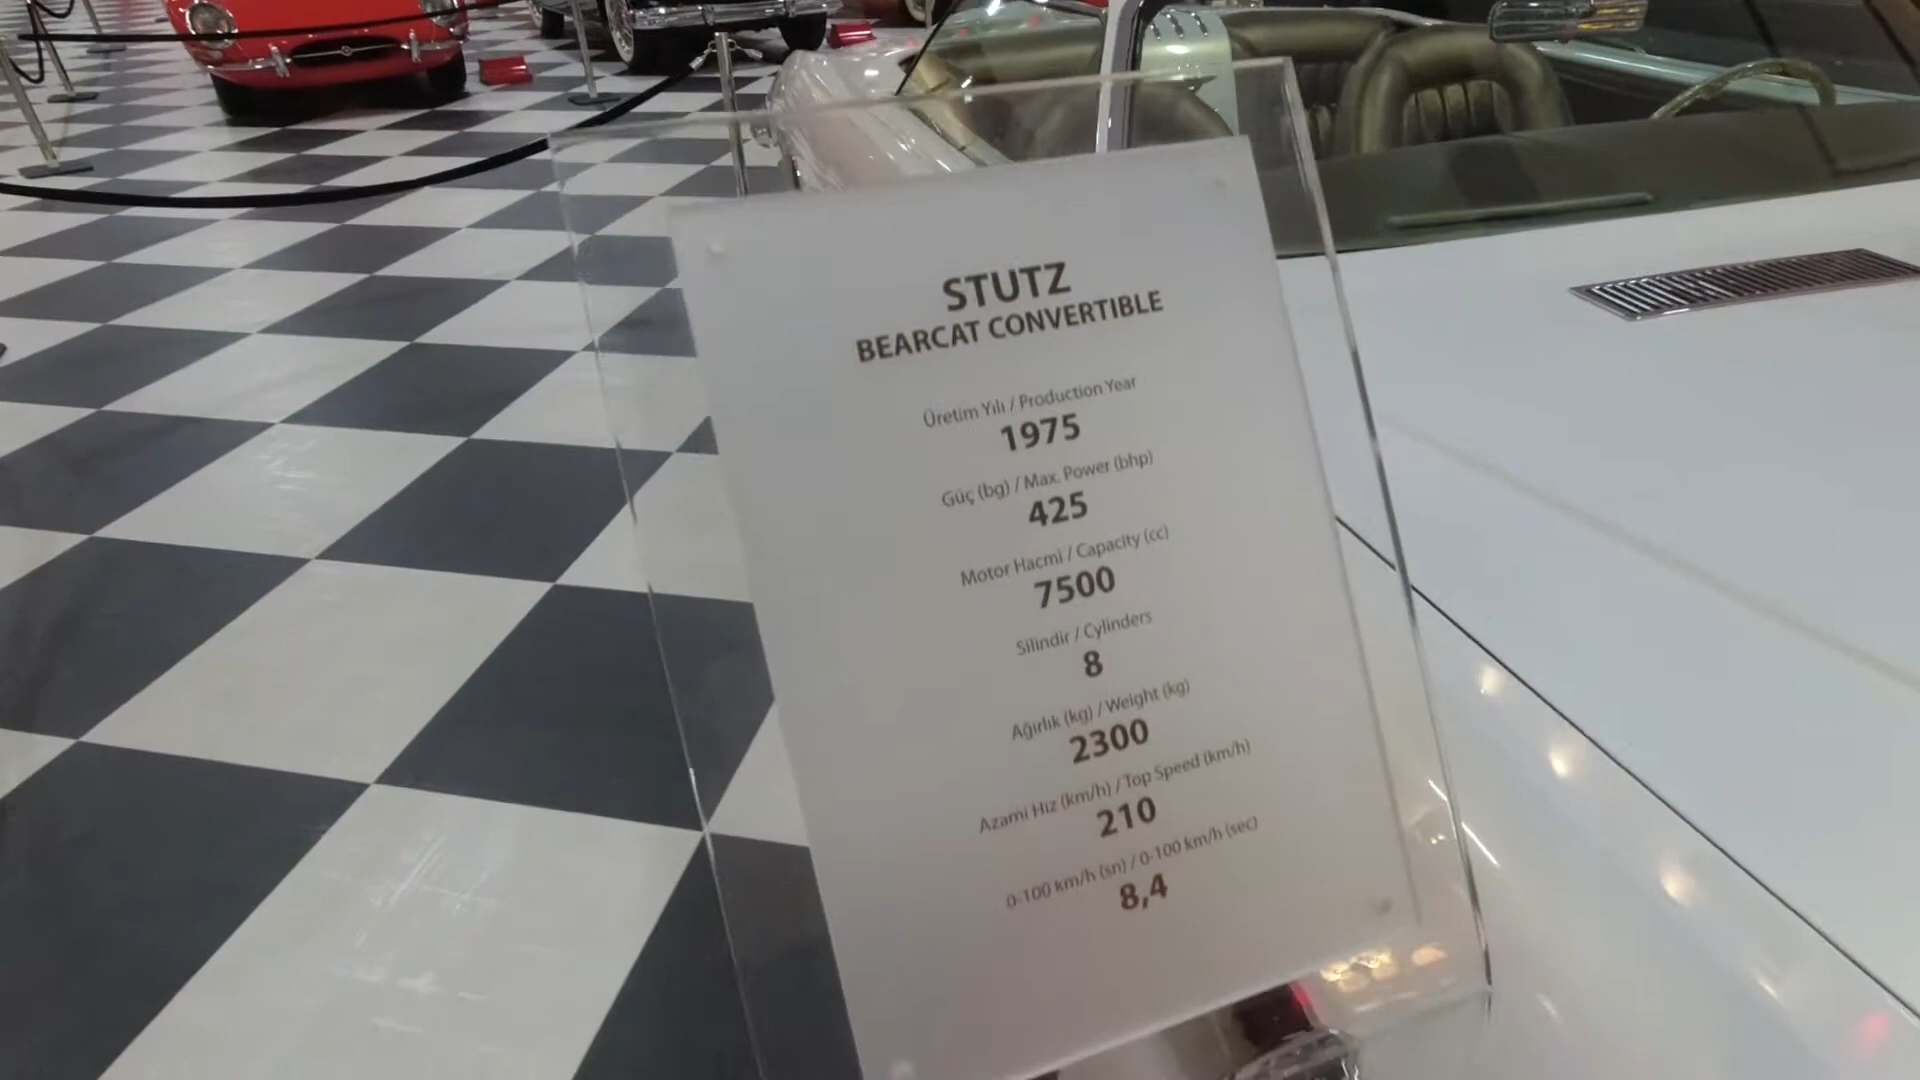 STUTZ
BEARCAT CONVERTIBLE
Üretim Yılı / Production Year
1975
Güç (bg) / Max. Power (bhp)
425
Motor Hacmi / Capacity (cc)
7500
Silindir / Cylinders
8
Ağırlık (kg) / Weight (kg)
2300
Azami Hız (km/h) / Top Speed (km/h)
210
0-100 km/h (sn) / 0-100 km/h (sec)
8,4